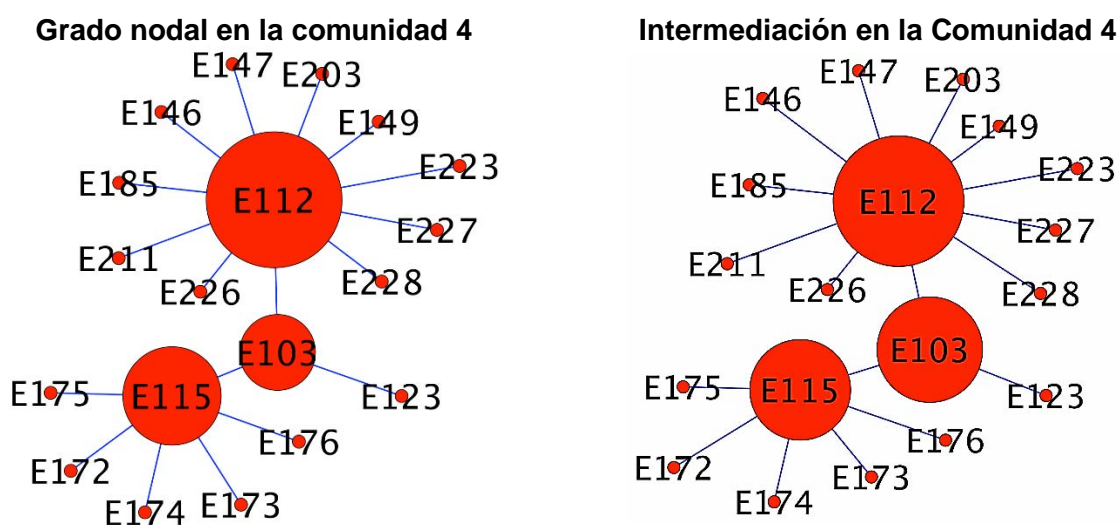 Grado nodal en la comunidad 4
E147
E203
E146
E149
E223
E185
E112
E227
E211
E226
E228
E103
E175
E115
E123
E176
E172
E174
E173
Intermediación en la Comunidad 4
E147
E203
E146
E149
E223
E185
E112
E227
E211
E226
E228
E103
E175
E115
E123
E176
E172
E173
E174